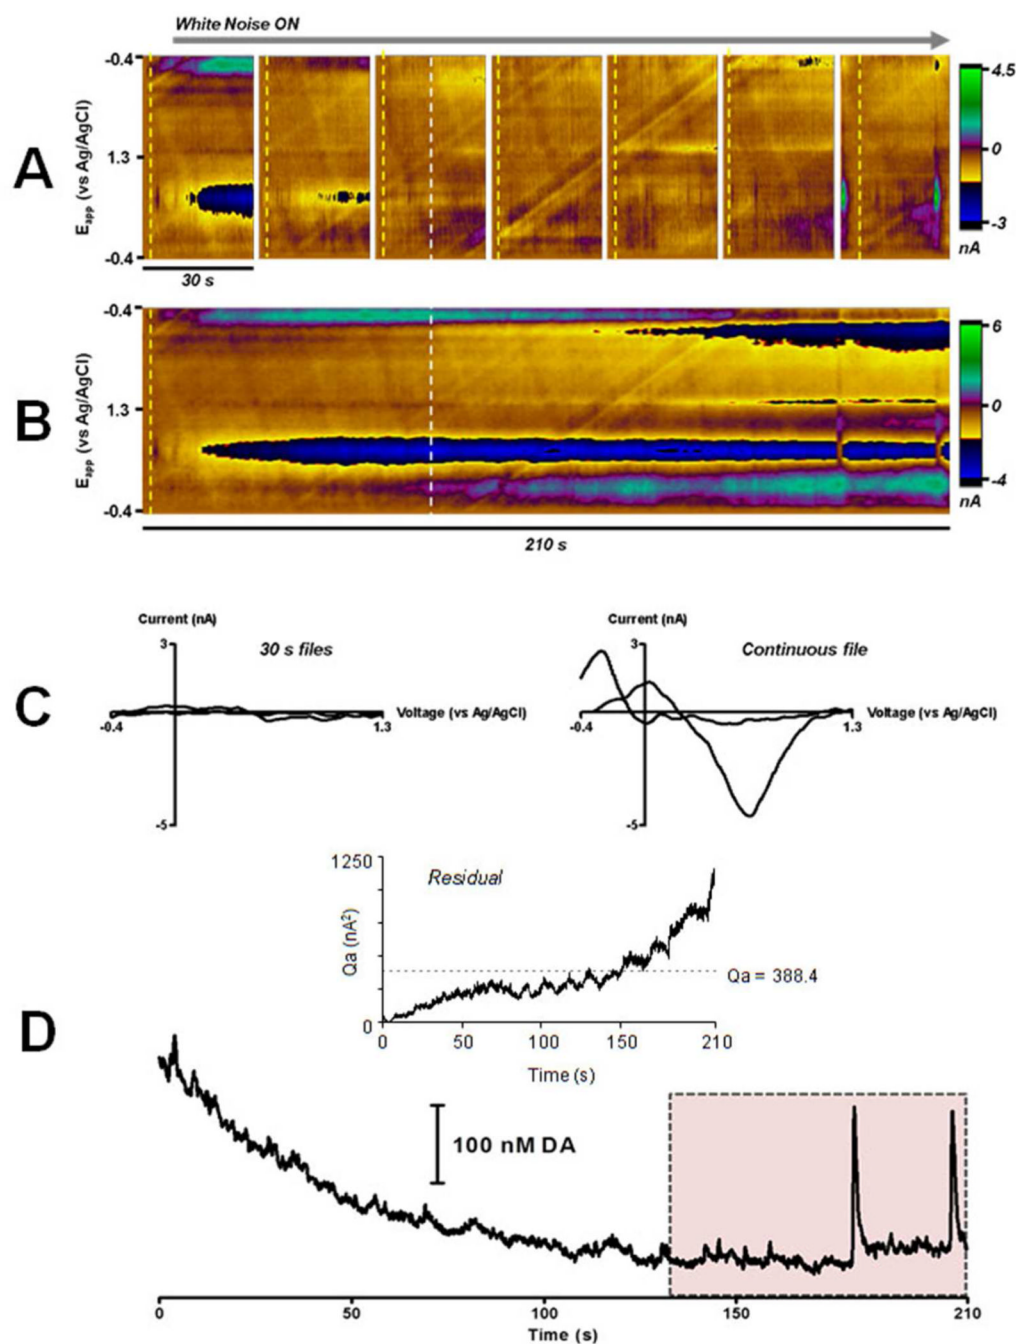 White Noise ON
A
E_app (vs Ag/AgCl)
-0.4
1.3
-0.4
4.5
0
-3
nA
30 s
B
E_app (vs Ag/AgCl)
-0.4
1.3
-0.4
6
0
-4
nA
210 s
C
Current (nA)
3
30 s files
Voltage (vs Ag/AgCl)
-0.4
1.3
-5
Current (nA)
3
Continuous file
Voltage (vs Ag/AgCl)
-0.4
1.3
-5
D
1250
Residual
Qa (nA²)
Qa = 388.4
0
0 50 100 150 210
Time (s)
100 nM DA
0 50 100 150 210
Time (s)